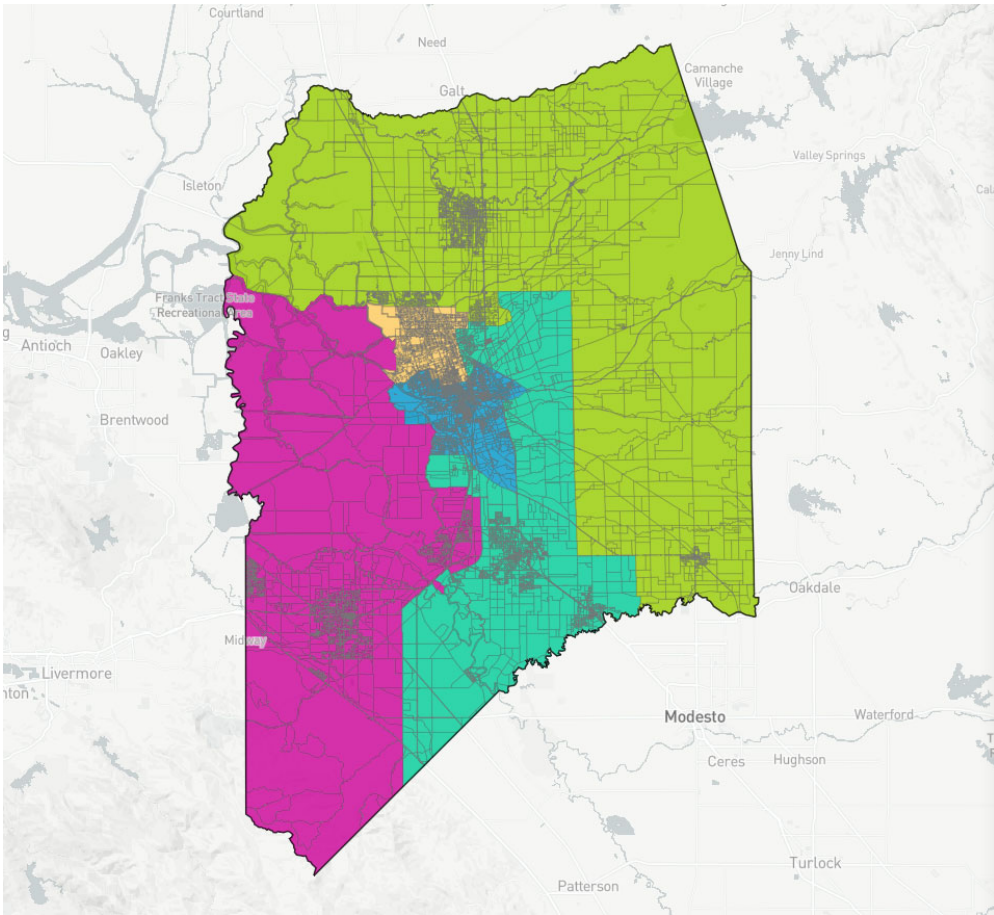 Courtland
Need
Camanche
Village
Galt
Valley Springs
Isleton
Jenny Lind
Franks Tract State
Recreational Area
Antioch
Oakley
Brentwood
Oakdale
Midway
Livermore
Modesto
Waterford
Ceres
Hughson
Turlock
Patterson